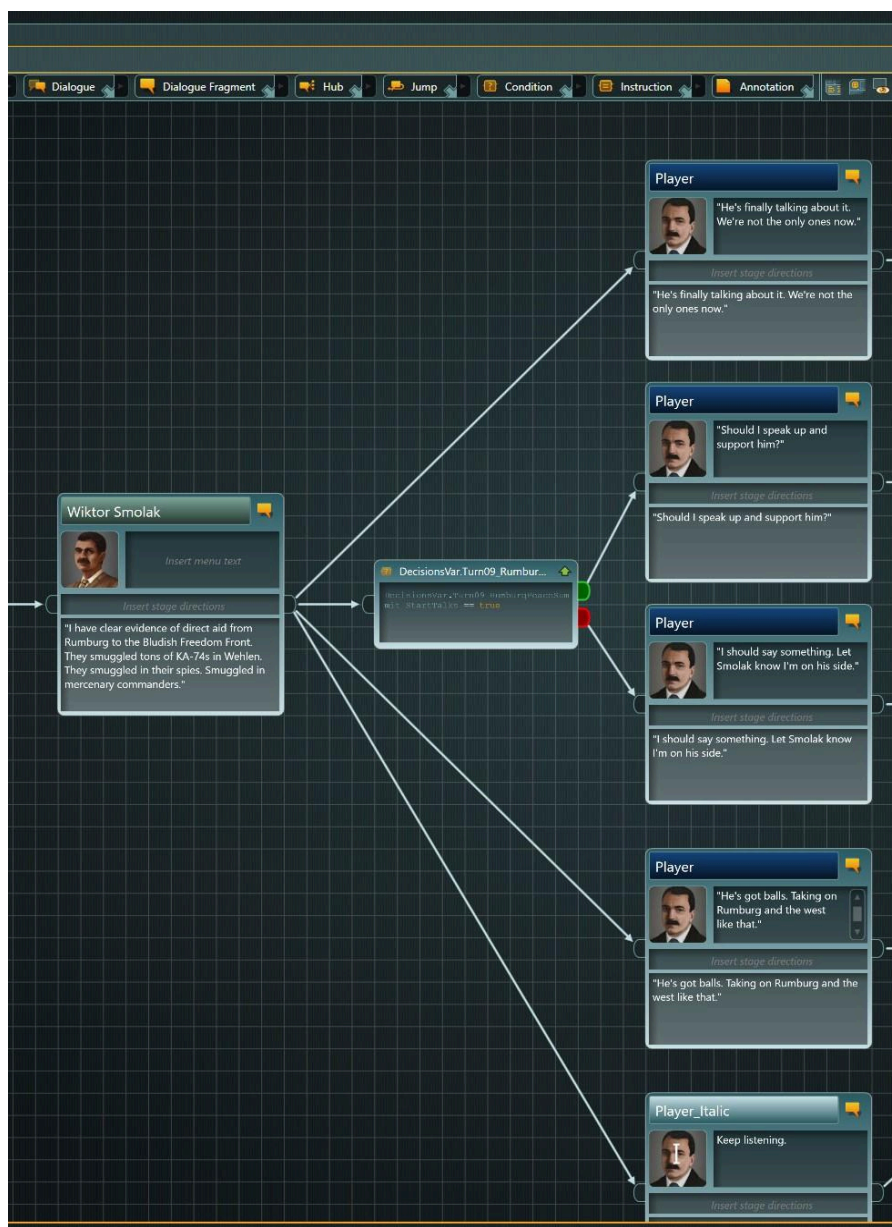 Dialogue Dialogue Fragment Hub Jump Condition Instruction Annotation
Player
"He's finally talking about it.
We're not the only ones now."
Insert stage directions
"He's finally talking about it. We're not the
only ones now."
Player
"Should I speak up and
support him?"
Insert stage directions
"Should I speak up and support him?"
Wiktor Smolak
Insert menu text
Insert stage directions
"I have clear evidence of direct aid from
Rumburg to the Bludish Freedom Front.
They smuggled tons of KA-74s in Wehlen.
They smuggled in their spies. Smuggled in
mercenary commanders."
DecisionsVar.Turn09_Rumbur...
DecisionsVar.Turn09_RumburgPeaceSum
mit_StartTalks == true
Player
"I should say something. Let
Smolak know I'm on his side."
Insert stage directions
"I should say something. Let Smolak know
I'm on his side."
Player
"He's got balls. Taking on
Rumburg and the west
like that."
Insert stage directions
"He's got balls. Taking on Rumburg and the
west like that."
Player_Italic
Keep listening.
Insert stage directions